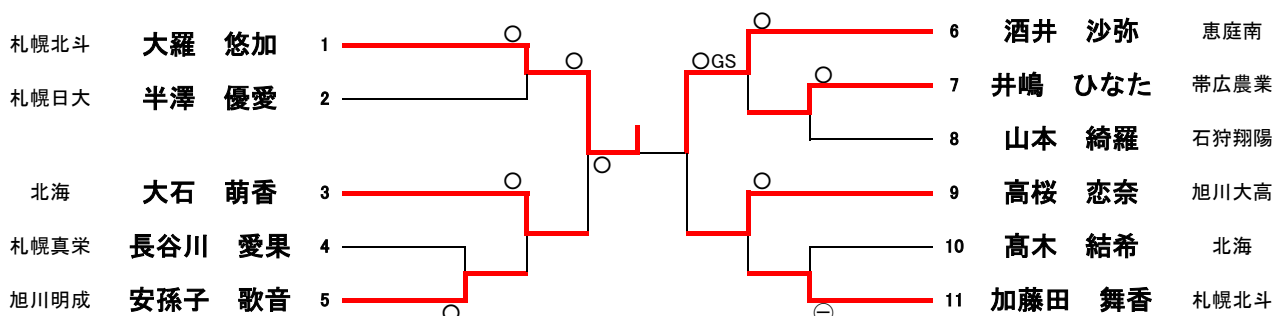 札幌北斗 大羅 悠加 1 ○
札幌日大 半澤 優愛 2 ○
北海 大石 萌香 3 ○
札幌真栄 長谷川 愛果 4
旭川明成 安孫子 歌音 5 ○
○
○ 6 酒井 沙弥 恵庭南
○GS ○ 7 井嶋 ひなた 帯広農業
8 山本 綺羅 石狩翔陽
○ 9 高桜 恋奈 旭川大高
10 髙木 結希 北海
㊀ 11 加藤田 舞香 札幌北斗